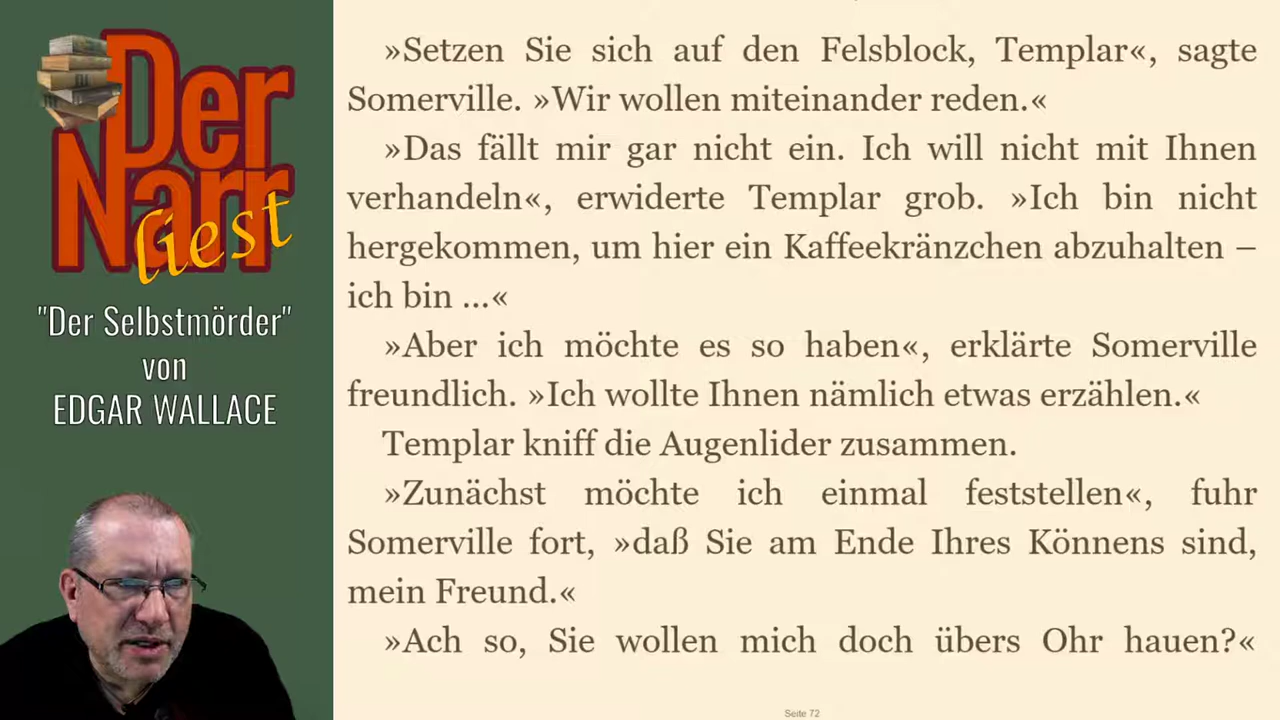 Der
Narr
liest
"Der Selbstmörder"
von
EDGAR WALLACE
»Setzen Sie sich auf den Felsblock, Templar«, sagte
Somerville. »Wir wollen miteinander reden.«
»Das fällt mir gar nicht ein. Ich will nicht mit Ihnen
verhandeln«, erwiderte Templar grob. »Ich bin nicht
hergekommen, um hier ein Kaffeekränzchen abzuhalten –
ich bin ...«
»Aber ich möchte es so haben«, erklärte Somerville
freundlich. »Ich wollte Ihnen nämlich etwas erzählen.«
Templar kniff die Augenlider zusammen.
»Zunächst möchte ich einmal feststellen«, fuhr
Somerville fort, »daß Sie am Ende Ihres Könnens sind,
mein Freund.«
»Ach so, Sie wollen mich doch übers Ohr hauen?«
Seite 72